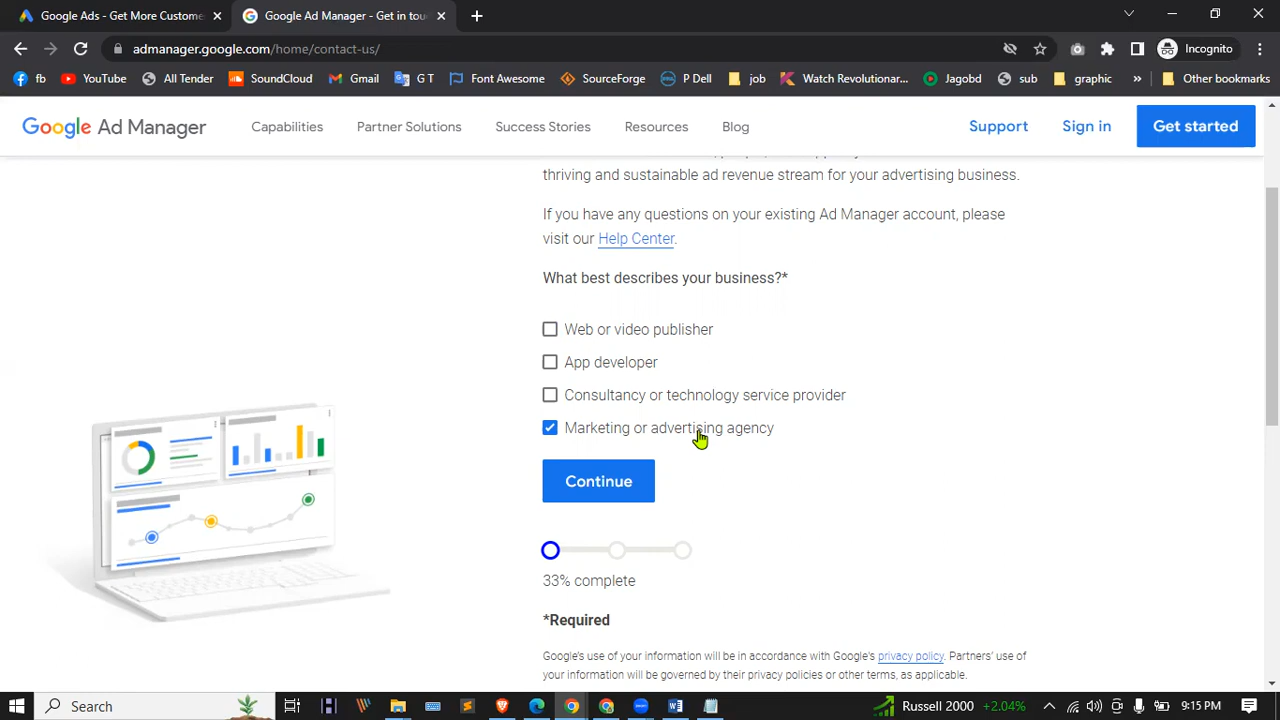 Google Ads - Get More Custome
Google Ad Manager - Get in tou
admanager.google.com/home/contact-us/
Incognito
fb
YouTube
All Tender
SoundCloud
Gmail
G T
Font Awesome
SourceForge
P Dell
job
Watch Revolutionar...
Jagobd
sub
graphic
»
Other bookmarks
Google Ad Manager
Capabilities
Partner Solutions
Success Stories
Resources
Blog
Support
Sign in
Get started
thriving and sustainable ad revenue stream for your advertising business.
If you have any questions on your existing Ad Manager account, please
visit our Help Center.
What best describes your business?*
Web or video publisher
App developer
Consultancy or technology service provider
Marketing or advertising agency
Continue
33% complete
*Required
Google's use of your information will be in accordance with Google's privacy policy. Partners' use of
your information will be governed by their privacy policies or other terms, as applicable.
Search
Russell 2000 +2.04%
9:15 PM